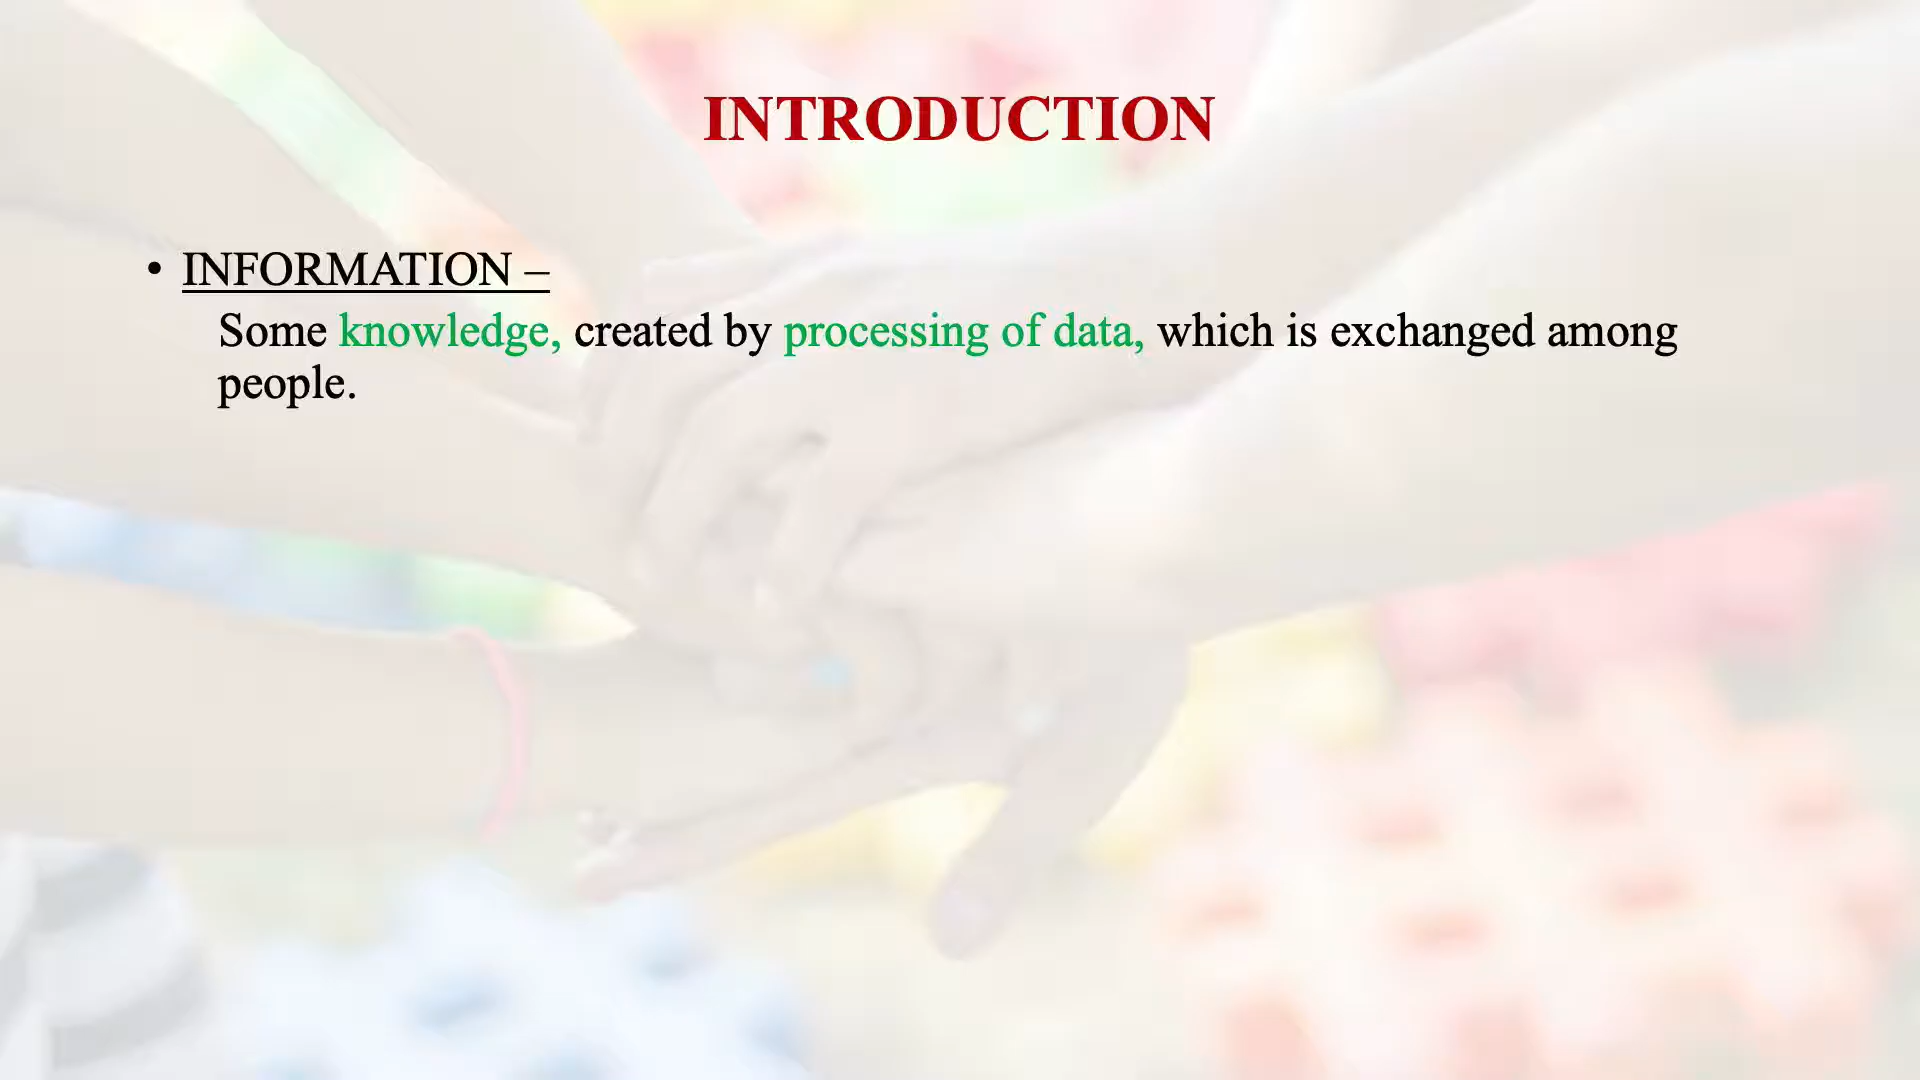 INTRODUCTION
• INFORMATION –
Some knowledge, created by processing of data, which is exchanged among
people.